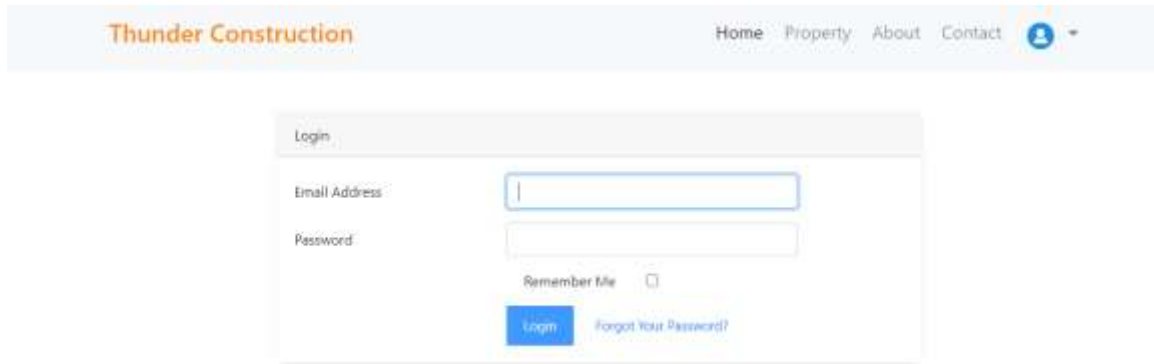 Thunder Construction Home Property About Contact
Login
Email Address
Password
Remember Me
Login Forgot Your Password?